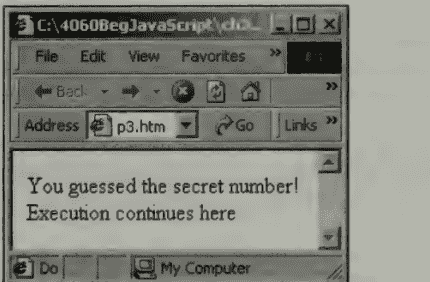 C:\4060BegJavaScript\ch3...
File Edit View Favorites »
Back »
Address p3.htm Go Links »
You guessed the secret number!
Execution continues here
Do My Computer